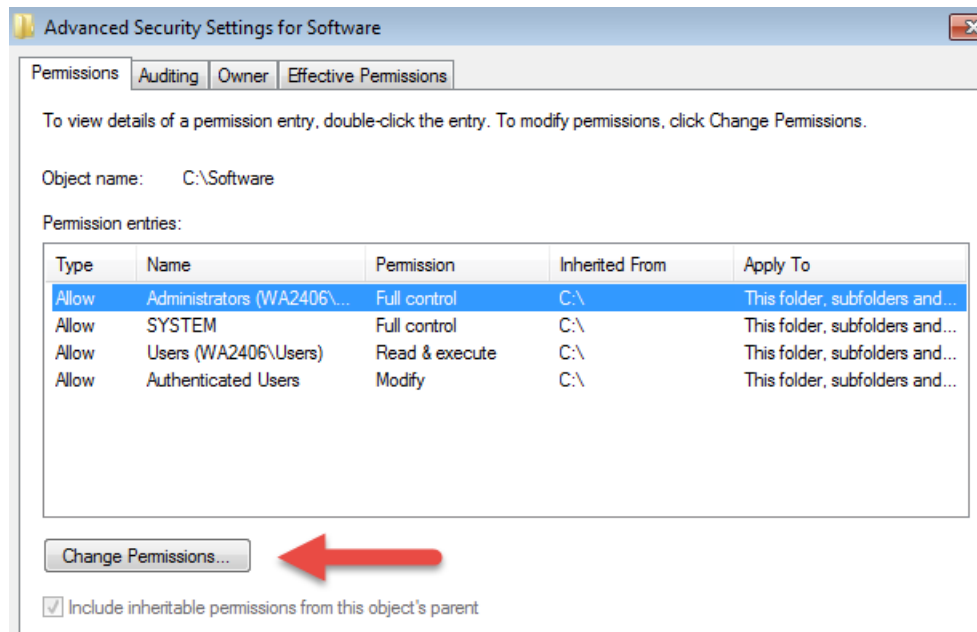 Advanced Security Settings for Software
Permissions Auditing Owner Effective Permissions
To view details of a permission entry, double-click the entry. To modify permissions, click Change Permissions.
Object name: C:\Software
Permission entries:
Type Name Permission Inherited From Apply To
Allow Administrators (WA2406\... Full control C:\ This folder, subfolders and...
Allow SYSTEM Full control C:\ This folder, subfolders and...
Allow Users (WA2406\Users) Read & execute C:\ This folder, subfolders and...
Allow Authenticated Users Modify C:\ This folder, subfolders and...
Change Permissions...
Include inheritable permissions from this object's parent